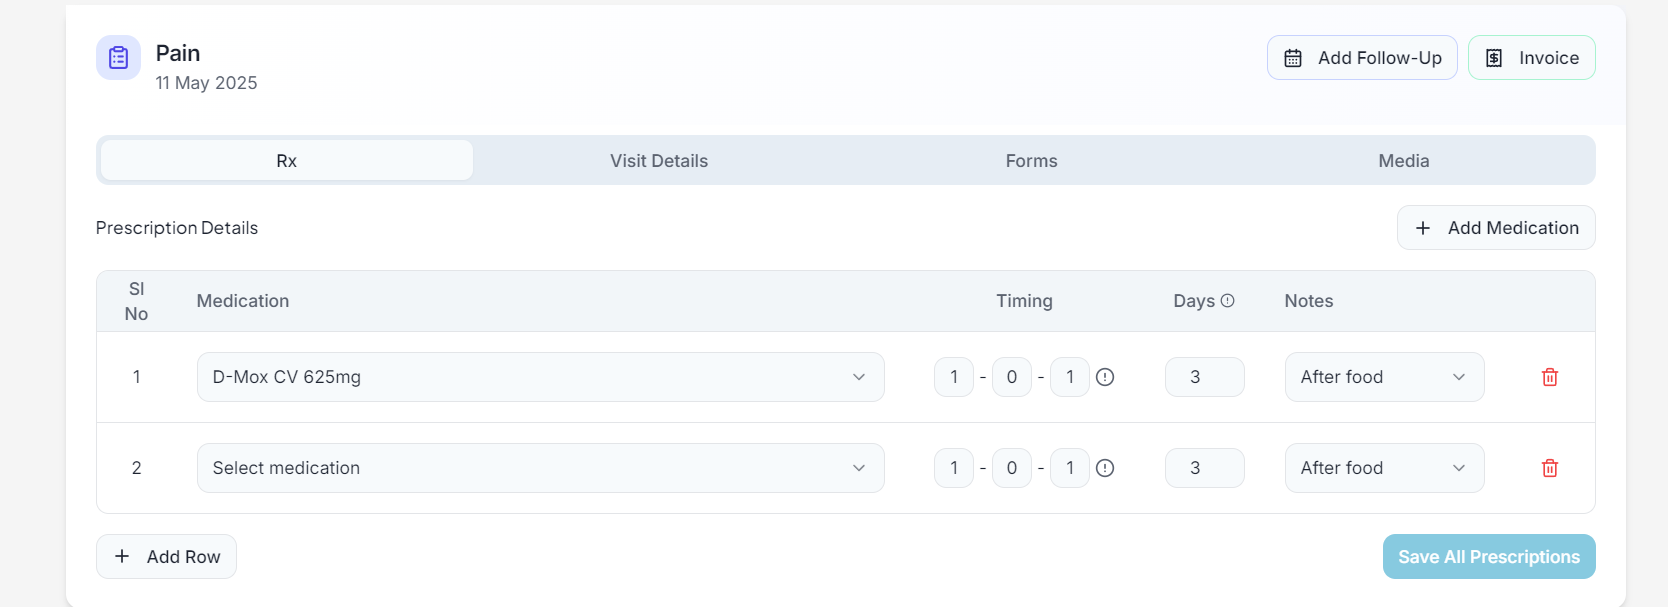 Pain
11 May 2025
Add Follow-Up
Invoice
Rx
Visit Details
Forms
Media
Prescription Details
Add Medication
Sl No
Medication
Timing
Days
Notes
1
D-Mox CV 625mg
1 - 0 - 1
3
After food
2
Select medication
1 - 0 - 1
3
After food
Add Row
Save All Prescriptions